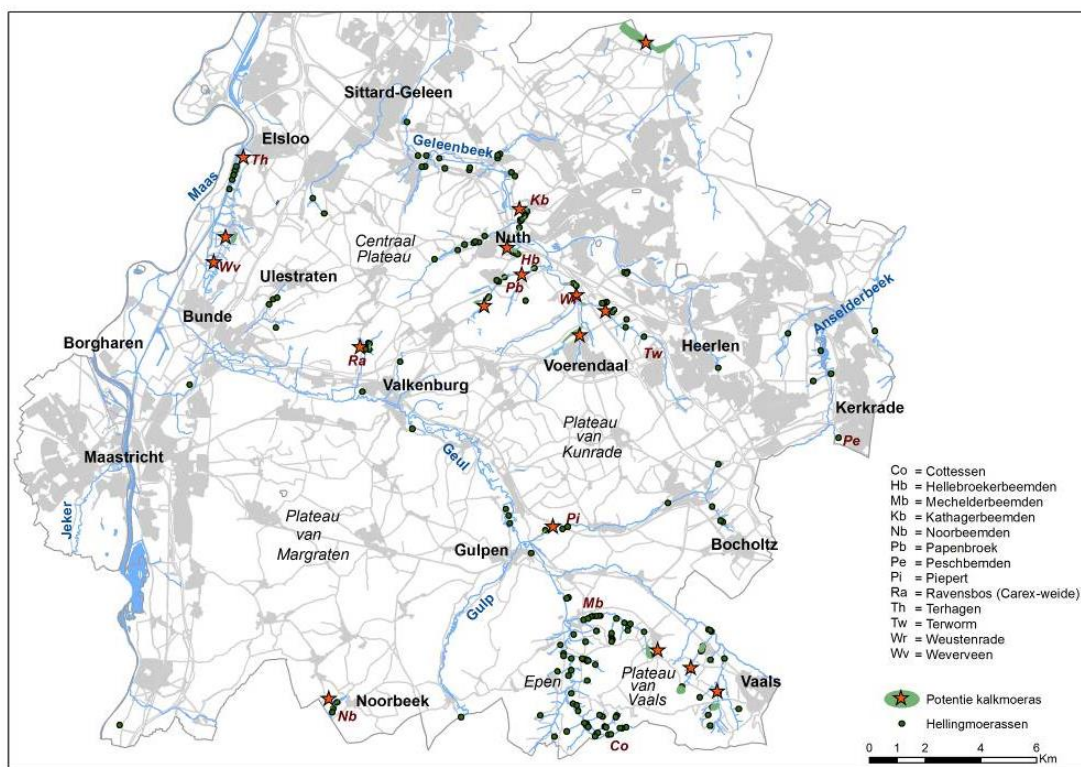 Sittard-Geleen
Elsloo
Geleenbeek
Th
Maas
Kb
Centraal
Plateau
Nuth
Hb
Wv
Ulestraten
Pb
Anselderbeek
Bunde
W
Borgharen
Ra
Voerendaal
Tw
Heerlen
Valkenburg
Kerkrade
Plateau
van
Kunrade
Pe
Maastricht
Geul
Jeker
Plateau
van
Margraten
Pi
Gulpen
Bocholtz
Gulp
Mb
Epen
Plateau
van
Vaals
Vaals
Noorbeek
Nb
Co
Co = Cottessen
Hb = Hellebroekerbeemden
Mb = Mechelderbeemden
Kb = Kathagerbeemden
Nb = Noorbeemden
Pb = Papenbroek
Pe = Peschbemden
Pi = Piepert
Ra = Ravensbos (Carex-weide)
Th = Terhagen
Tw = Terworm
Wr = Weustenrade
Wv = Weverveen
Potentie kalkmoeras
Hellingmoerassen
0 1 2 4 6
Km